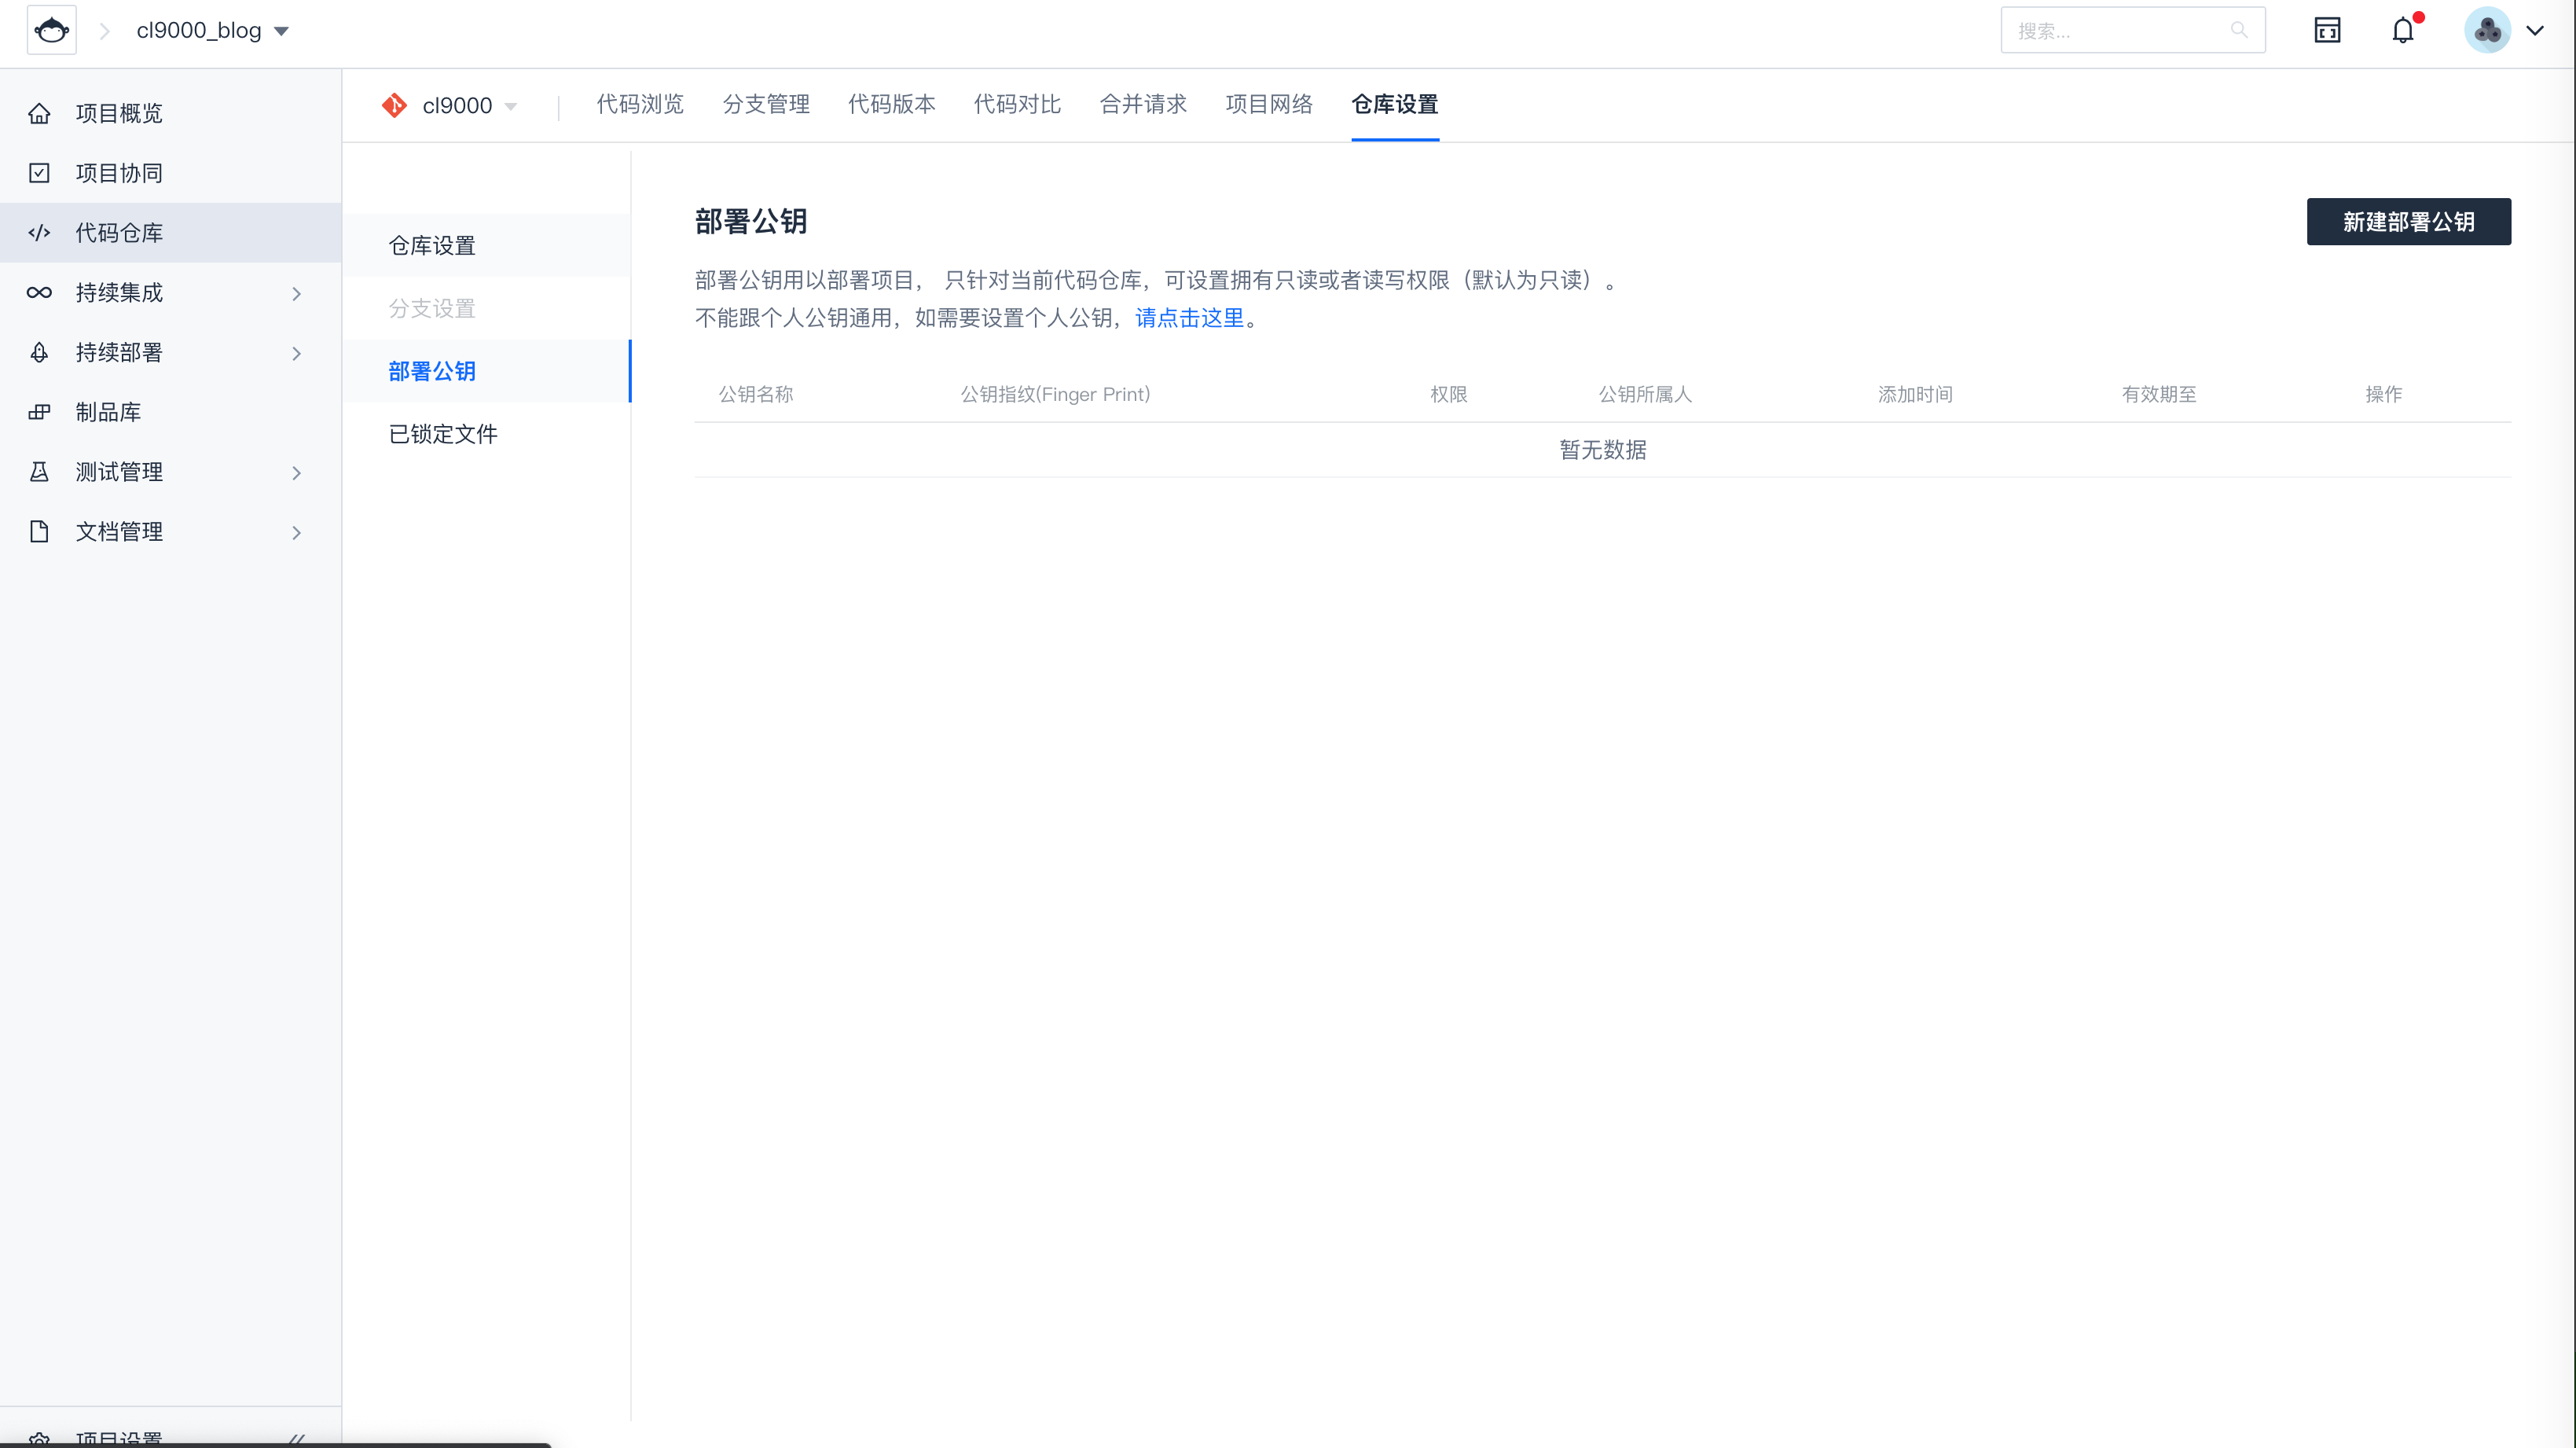 cl9000_blog
搜索...
项目概览
项目协同
代码仓库
持续集成
持续部署
制品库
测试管理
文档管理
项目设置
cl9000
代码浏览 分支管理 代码版本 代码对比 合并请求 项目网络 仓库设置
仓库设置
分支设置
部署公钥
已锁定文件
部署公钥
新建部署公钥
部署公钥用以部署项目， 只针对当前代码仓库，可设置拥有只读或者读写权限（默认为只读）。
不能跟个人公钥通用，如需要设置个人公钥，请点击这里。
公钥名称 公钥指纹(Finger Print) 权限 公钥所属人 添加时间 有效期至 操作
暂无数据